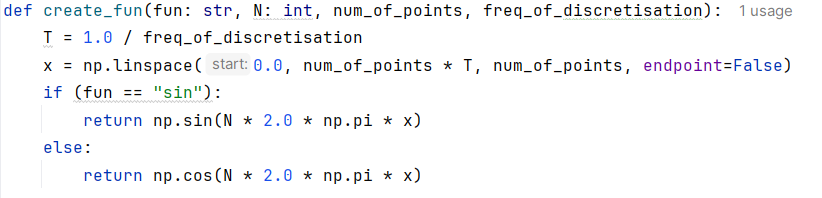 def create_fun(fun: str, N: int, num_of_points, freq_of_discretisation): 1 usage
    T = 1.0 / freq_of_discretisation
    x = np.linspace( start: 0.0, num_of_points * T, num_of_points, endpoint=False)
    if (fun == "sin"):
        return np.sin(N * 2.0 * np.pi * x)
    else:
        return np.cos(N * 2.0 * np.pi * x)